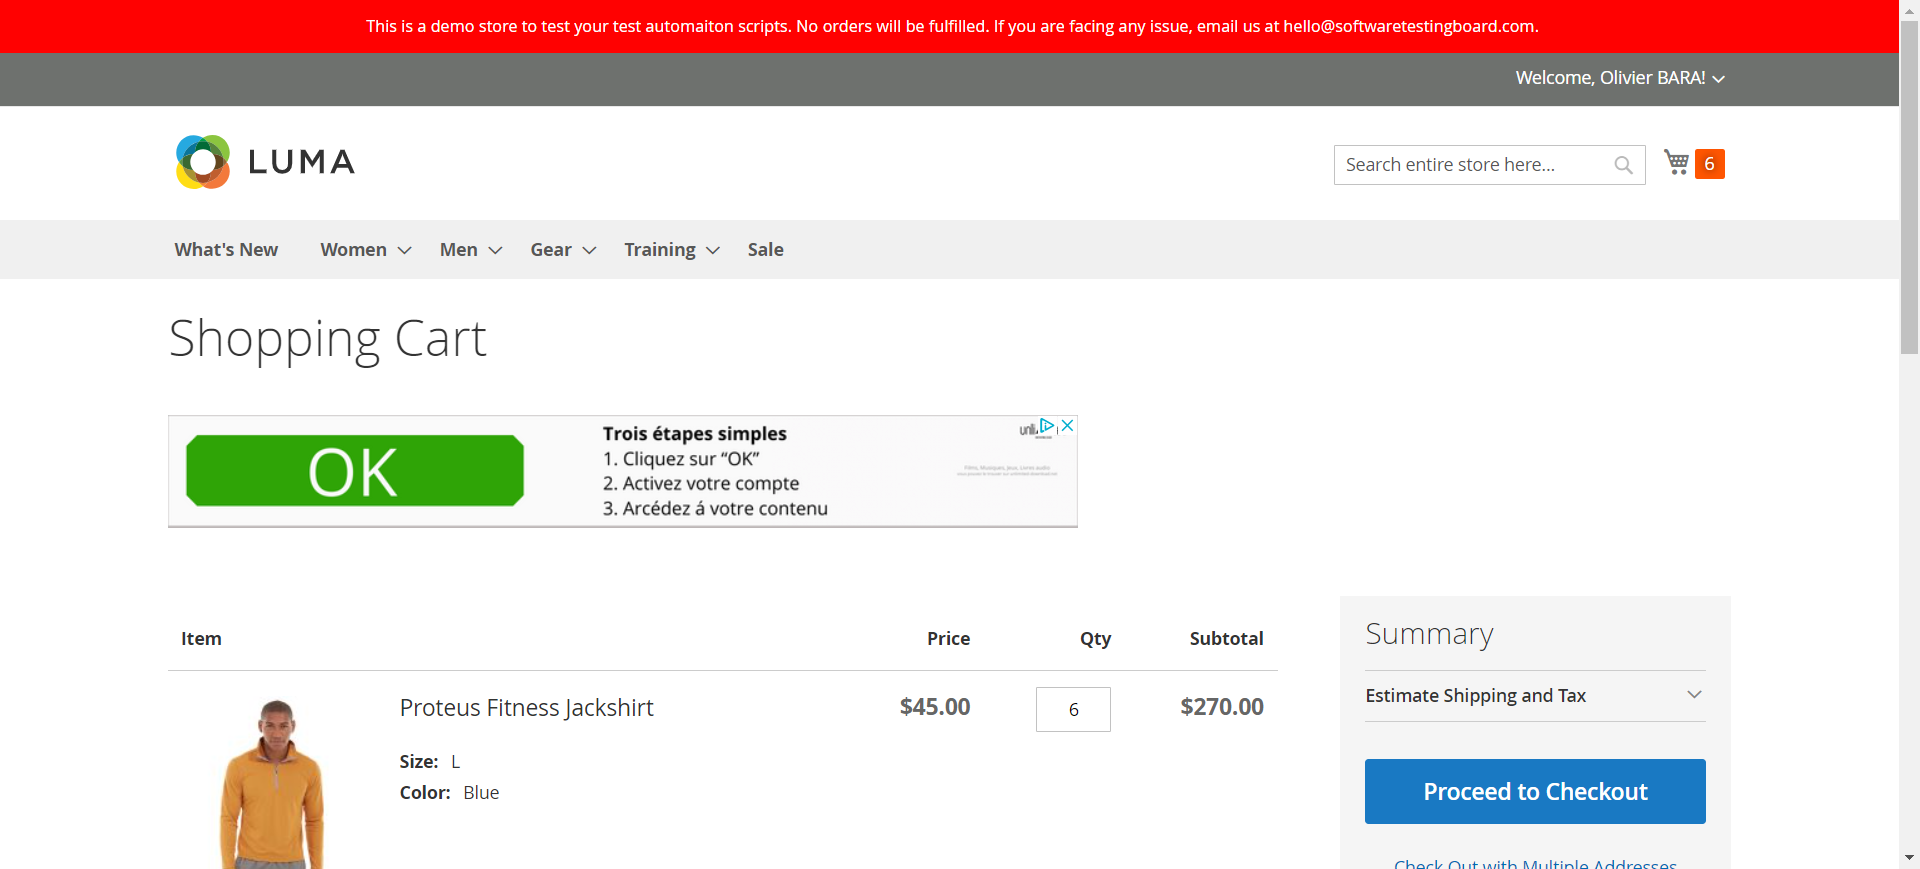 This is a demo store to test your test automaiton scripts. No orders will be fulfilled. If you are facing any issue, email us at hello@softwaretestingboard.com.
Welcome, Olivier BARA!
LUMA
Search entire store here...
6
What's New Women Men Gear Training Sale
Shopping Cart
OK
Trois étapes simples
1. Cliquez sur “OK”
2. Activez votre compte
3. Arcédez á votre contenu
Item Price Qty Subtotal
Proteus Fitness Jackshirt $45.00 6 $270.00
Size: L
Color: Blue
Summary
Estimate Shipping and Tax
Proceed to Checkout
Check Out with Multiple Addresses